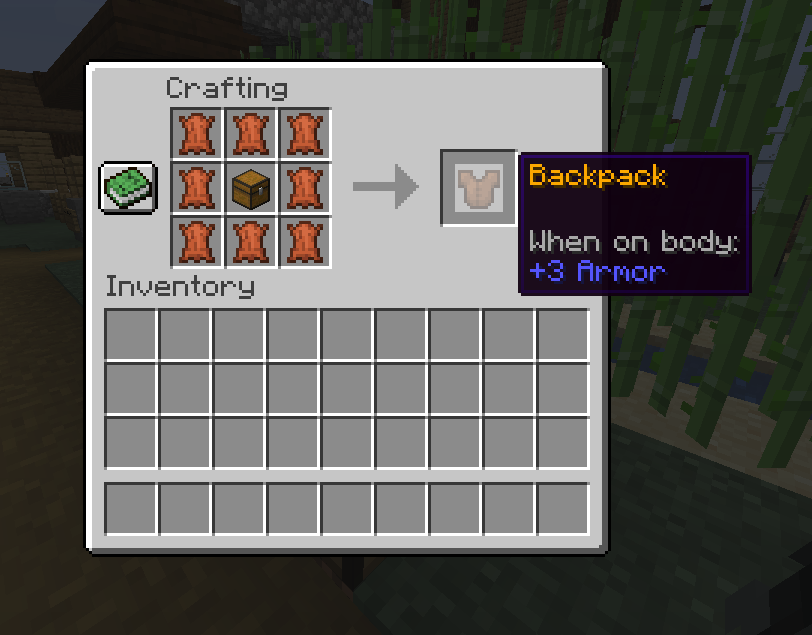 Crafting
Backpack
When on body:
+3 Armor
Inventory